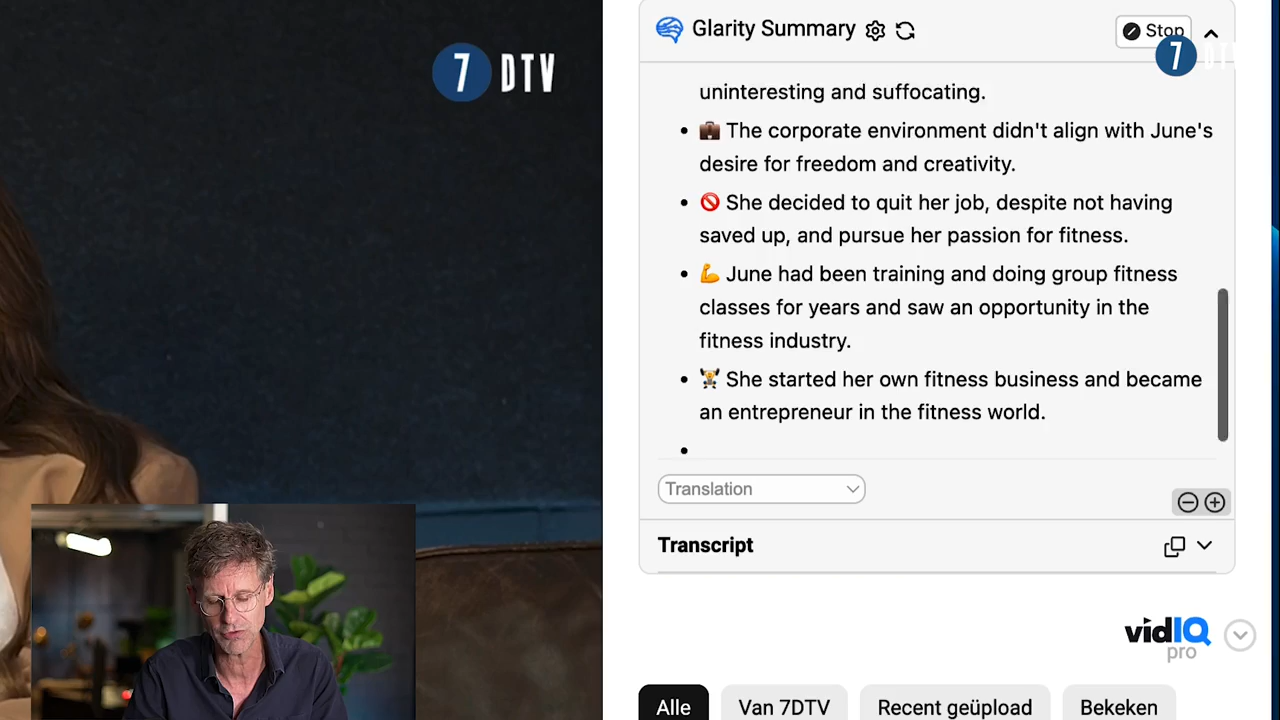 7 DTV
Glarity Summary
Stop
7 DTV
uninteresting and suffocating.
The corporate environment didn't align with June's
desire for freedom and creativity.
She decided to quit her job, despite not having
saved up, and pursue her passion for fitness.
June had been training and doing group fitness
classes for years and saw an opportunity in the
fitness industry.
She started her own fitness business and became
an entrepreneur in the fitness world.
Translation
Transcript
vidIQ
pro
Alle
Van 7DTV
Recent geüpload
Bekeken